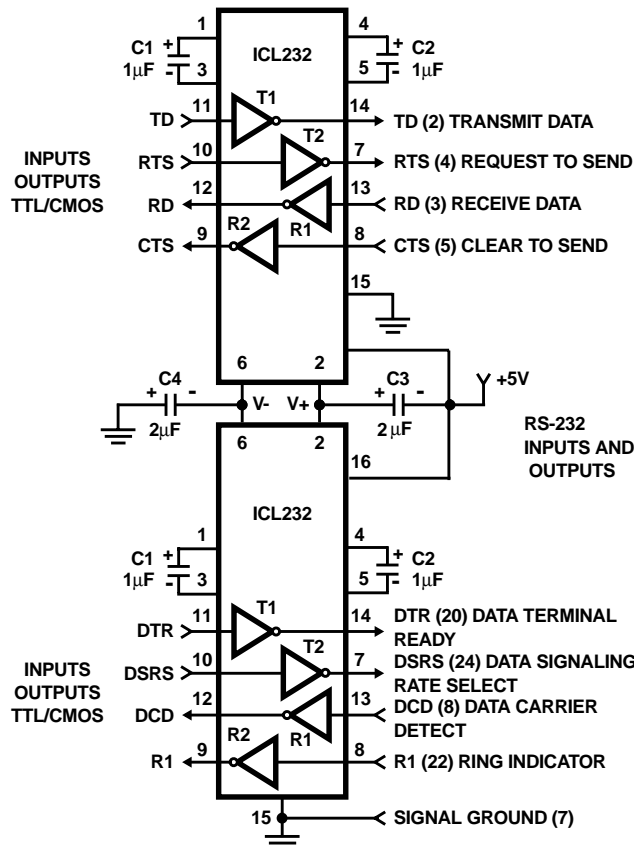 1
4
C1
+
ICL232
+
C2
1µF
-
3
5
-
1µF
11
T1
14
TD
TD (2) TRANSMIT DATA
10
T2
7
INPUTS
OUTPUTS
TTL/CMOS
RTS
RTS (4) REQUEST TO SEND
12
13
RD
RD (3) RECEIVE DATA
9
R2
R1
8
CTS
CTS (5) CLEAR TO SEND
15
6
2
C4
+
-
V-
V+
C3
+
-
+5V
2µF
2µF
6
2
RS-232
INPUTS AND
OUTPUTS
16
ICL232
1
4
C1
+
+
C2
1µF
-
3
5
-
1µF
11
T1
14
DTR
DTR (20) DATA TERMINAL
READY
10
T2
7
INPUTS
OUTPUTS
TTL/CMOS
DSRS
DSRS (24) DATA SIGNALING
RATE SELECT
12
13
DCD
DCD (8) DATA CARRIER
DETECT
9
R2
R1
8
R1
R1 (22) RING INDICATOR
15
SIGNAL GROUND (7)